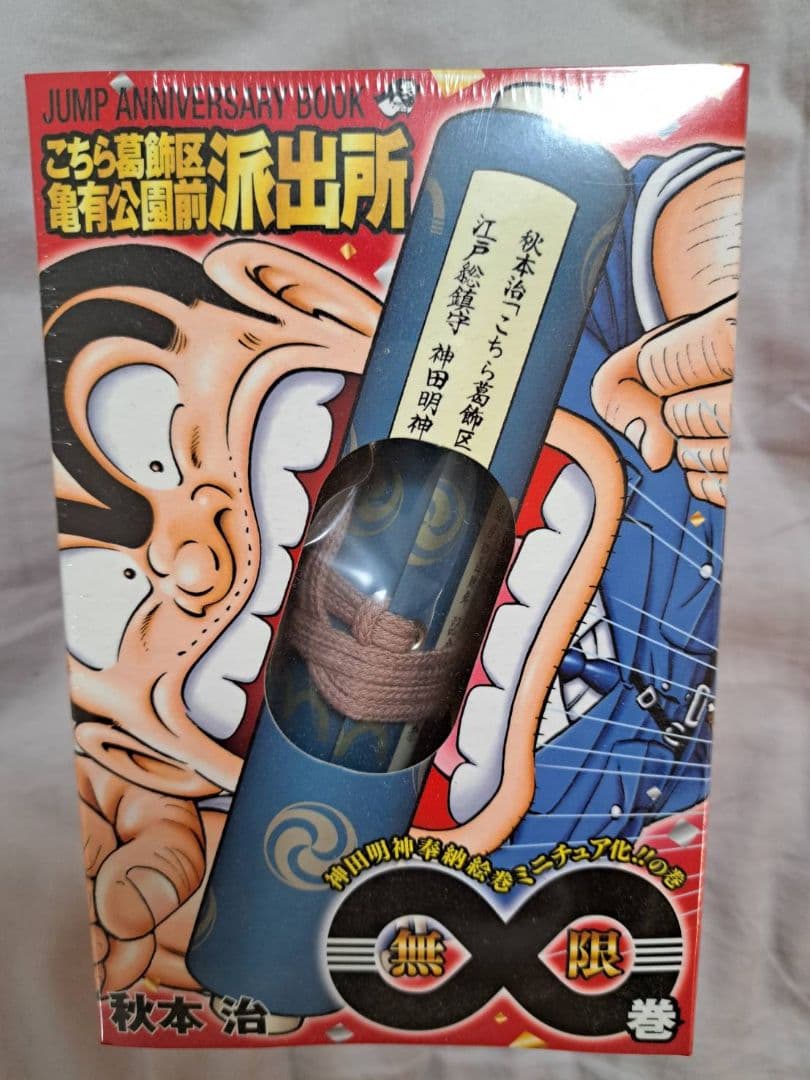 JUMP ANNIVERSARY BOOK
こちら葛飾区
亀有公園前
派出所
秋本治「こちら葛飾区
江戸総鎮守 神田明神
神田明神奉納絵巻ミニチュア化!!の巻
無限
巻
秋本 治